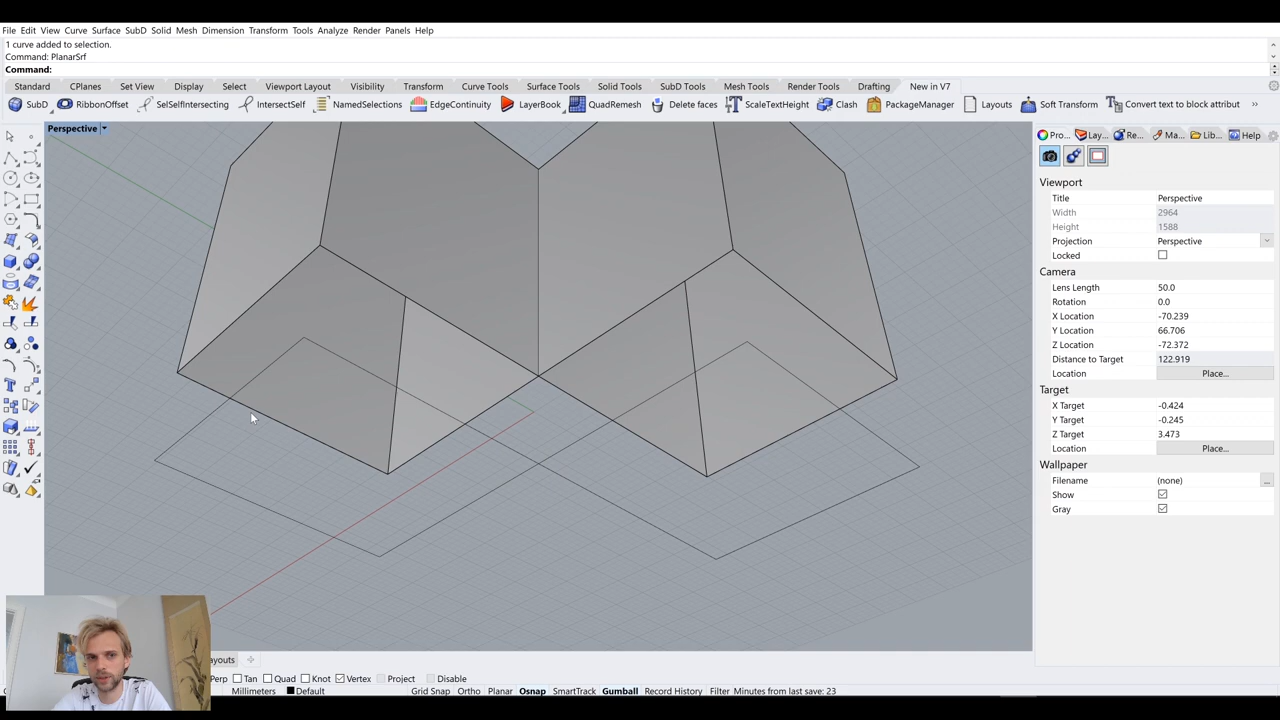 File Edit View Curve Surface SubD Solid Mesh Dimension Transform Tools Analyze Render Panels Help
1 curve added to selection.
Command: PlanarSrf
Command:
Standard CPlanes Set View Display Select Viewport Layout Visibility Transform Curve Tools Surface Tools Solid Tools SubD Tools Mesh Tools Render Tools Drafting New in V7
SubD RibbonOffset SelSelfIntersecting IntersectSelf NamedSelections EdgeContinuity LayerBook QuadRemesh Delete faces ScaleTextHeight Clash PackageManager Layouts Soft Transform Convert text to block attribut
Perspective
Pro... Lay... Re... Ma... Lib... Help
Viewport
Title Perspective
Width 2964
Height 1588
Projection Perspective
Locked
Camera
Lens Length 50.0
Rotation 0.0
X Location -70.239
Y Location 66.706
Z Location -72.372
Distance to Target 122.919
Location Place...
Target
X Target -0.424
Y Target -0.245
Z Target 3.473
Location Place...
Wallpaper
Filename (none) ...
Show
Gray
ayouts
Perp Tan Quad Knot Vertex Project Disable
Millimeters Default Grid Snap Ortho Planar Osnap SmartTrack Gumball Record History Filter Minutes from last save: 23